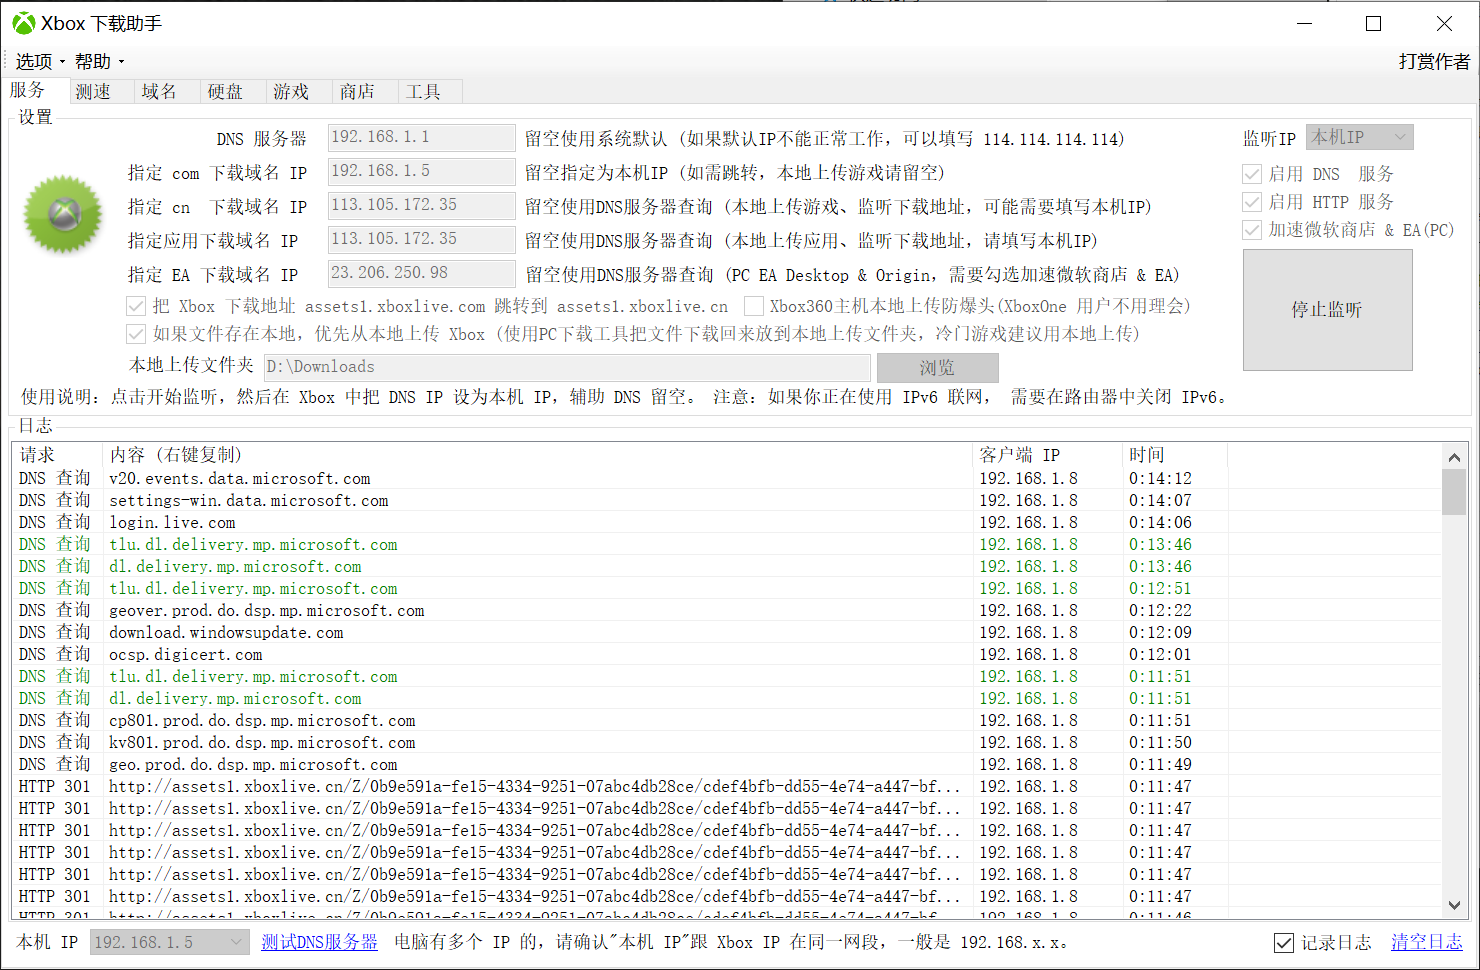 Xbox 下载助手
选项 帮助 打赏作者
服务 测速 域名 硬盘 游戏 商店 工具
设置
DNS 服务器 192.168.1.1 留空使用系统默认 (如果默认IP不能正常工作，可以填写 114.114.114.114) 监听IP 本机IP
指定 com 下载域名 IP 192.168.1.5 留空指定为本机IP (如需跳转，本地上传游戏请留空) 启用 DNS 服务
指定 cn 下载域名 IP 113.105.172.35 留空使用DNS服务器查询 (本地上传游戏、监听下载地址，可能需要填写本机IP) 启用 HTTP 服务
指定应用下载域名 IP 113.105.172.35 留空使用DNS服务器查询 (本地上传应用、监听下载地址，请填写本机IP) 加速微软商店 & EA(PC)
指定 EA 下载域名 IP 23.206.250.98 留空使用DNS服务器查询 (PC EA Desktop & Origin，需要勾选加速微软商店 & EA)
把 Xbox 下载地址 assets1.xboxlive.com 跳转到 assets1.xboxlive.cn Xbox360主机本地上传防爆头(XboxOne 用户不用理会)
停止监听
如果文件存在本地，优先从本地上传 Xbox (使用PC下载工具把文件下载回来放到本地上传文件夹，冷门游戏建议用本地上传)
本地上传文件夹 D:\Downloads 浏览
使用说明：点击开始监听，然后在 Xbox 中把 DNS IP 设为本机 IP，辅助 DNS 留空。 注意：如果你正在使用 IPv6 联网， 需要在路由器中关闭 IPv6。
日志
请求 内容 (右键复制) 客户端 IP 时间
DNS 查询 v20.events.data.microsoft.com 192.168.1.8 0:14:12
DNS 查询 settings-win.data.microsoft.com 192.168.1.8 0:14:07
DNS 查询 login.live.com 192.168.1.8 0:14:06
DNS 查询 tlu.dl.delivery.mp.microsoft.com 192.168.1.8 0:13:46
DNS 查询 dl.delivery.mp.microsoft.com 192.168.1.8 0:13:46
DNS 查询 tlu.dl.delivery.mp.microsoft.com 192.168.1.8 0:12:51
DNS 查询 geover.prod.do.dsp.mp.microsoft.com 192.168.1.8 0:12:22
DNS 查询 download.windowsupdate.com 192.168.1.8 0:12:09
DNS 查询 ocsp.digicert.com 192.168.1.8 0:12:01
DNS 查询 tlu.dl.delivery.mp.microsoft.com 192.168.1.8 0:11:51
DNS 查询 dl.delivery.mp.microsoft.com 192.168.1.8 0:11:51
DNS 查询 cp801.prod.do.dsp.mp.microsoft.com 192.168.1.8 0:11:51
DNS 查询 kv801.prod.do.dsp.mp.microsoft.com 192.168.1.8 0:11:50
DNS 查询 geo.prod.do.dsp.mp.microsoft.com 192.168.1.8 0:11:49
HTTP 301 http://assets1.xboxlive.cn/Z/0b9e591a-fe15-4334-9251-07abc4db28ce/cdef4bfb-dd55-4e74-a447-bf... 192.168.1.8 0:11:47
HTTP 301 http://assets1.xboxlive.cn/Z/0b9e591a-fe15-4334-9251-07abc4db28ce/cdef4bfb-dd55-4e74-a447-bf... 192.168.1.8 0:11:47
HTTP 301 http://assets1.xboxlive.cn/Z/0b9e591a-fe15-4334-9251-07abc4db28ce/cdef4bfb-dd55-4e74-a447-bf... 192.168.1.8 0:11:47
HTTP 301 http://assets1.xboxlive.cn/Z/0b9e591a-fe15-4334-9251-07abc4db28ce/cdef4bfb-dd55-4e74-a447-bf... 192.168.1.8 0:11:47
HTTP 301 http://assets1.xboxlive.cn/Z/0b9e591a-fe15-4334-9251-07abc4db28ce/cdef4bfb-dd55-4e74-a447-bf... 192.168.1.8 0:11:47
HTTP 301 http://assets1.xboxlive.cn/Z/0b9e591a-fe15-4334-9251-07abc4db28ce/cdef4bfb-dd55-4e74-a447-bf... 192.168.1.8 0:11:47
本机 IP 192.168.1.5 测试DNS服务器 电脑有多个 IP 的，请确认"本机 IP"跟 Xbox IP 在同一网段，一般是 192.168.x.x。 记录日志 清空日志